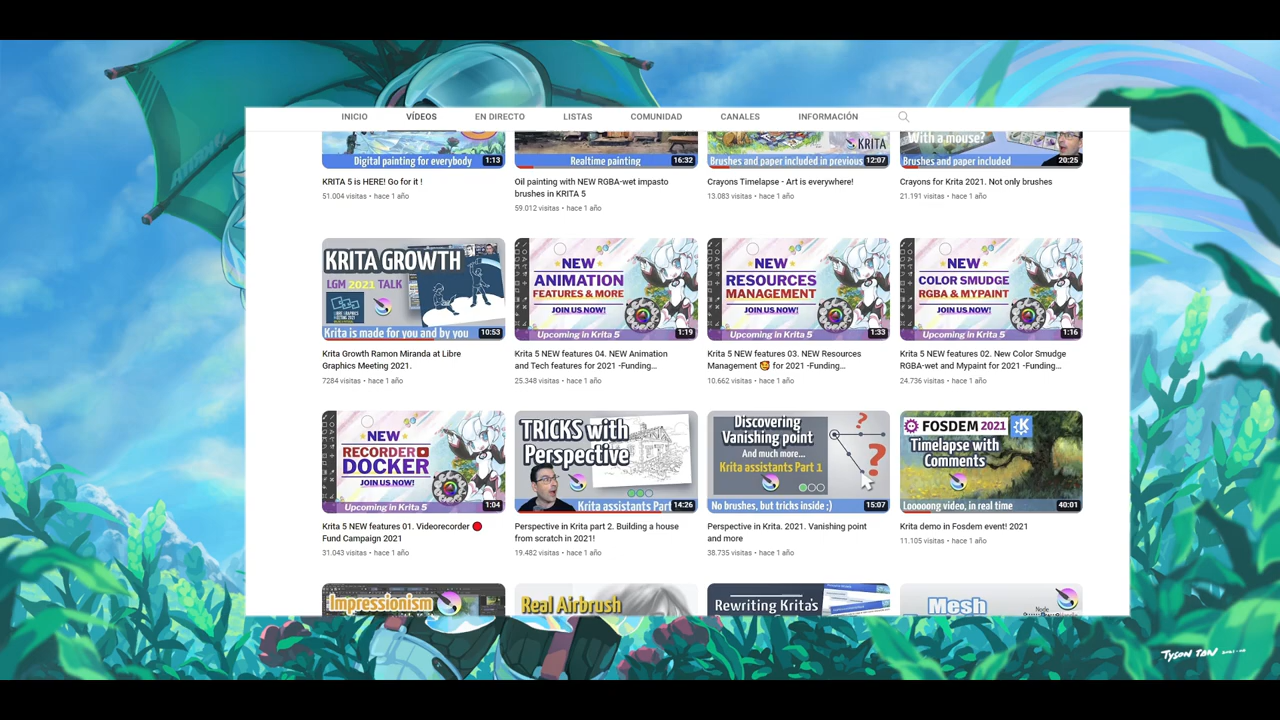 INICIO VÍDEOS EN DIRECTO LISTAS COMUNIDAD CANALES INFORMACIÓN
Digital painting for everybody 1:13
KRITA 5 is HERE! Go for it !
51.004 visitas • hace 1 año
Realtime painting 16:32
Oil painting with NEW RGBA-wet impasto
brushes in KRITA 5
59.012 visitas • hace 1 año
KRITA
Brushes and paper included in previous 12:07
Crayons Timelapse - Art is everywhere!
13.083 visitas • hace 1 año
With a mouse?
Brushes and paper included 20:25
Crayons for Krita 2021. Not only brushes
21.191 visitas • hace 1 año
KRITA GROWTH
LGM 2021 TALK
Krita is made for you and by you 10:53
Krita Growth Ramon Miranda at Libre
Graphics Meeting 2021.
7284 visitas • hace 1 año
NEW
ANIMATION
FEATURES & MORE
JOIN US NOW!
Upcoming in Krita 5 1:19
Krita 5 NEW features 04. NEW Animation
and Tech features for 2021 -Funding...
25.348 visitas • hace 1 año
NEW
RESOURCES
MANAGEMENT
JOIN US NOW!
Upcoming in Krita 5 1:33
Krita 5 NEW features 03. NEW Resources
Management 🥰 for 2021 -Funding...
10.662 visitas • hace 1 año
NEW
COLOR SMUDGE
RGBA & MYPAINT
JOIN US NOW!
Upcoming in Krita 5 1:16
Krita 5 NEW features 02. New Color Smudge
RGBA-wet and Mypaint for 2021 -Funding...
24.736 visitas • hace 1 año
NEW
RECORDER
DOCKER
JOIN US NOW!
Upcoming in Krita 5 1:04
Krita 5 NEW features 01. Videorecorder 🔴
Fund Campaign 2021
31.043 visitas • hace 1 año
TRICKS with
Perspective
Krita assistants Part 14:26
Perspective in Krita part 2. Building a house
from scratch in 2021!
19.482 visitas • hace 1 año
Discovering
Vanishing point
And much more...
Krita assistants Part 1
? ?
No brushes, but tricks inside ;) 15:07
Perspective in Krita. 2021. Vanishing point
and more
38.735 visitas • hace 1 año
FOSDEM 2021
Timelapse with
Comments
Looooong video, in real time 40:01
Krita demo in Fosdem event! 2021
11.105 visitas • hace 1 año
Impressionism
Real Airbrush
Rewriting Krita's
Mesh
Node
TYSON TAN